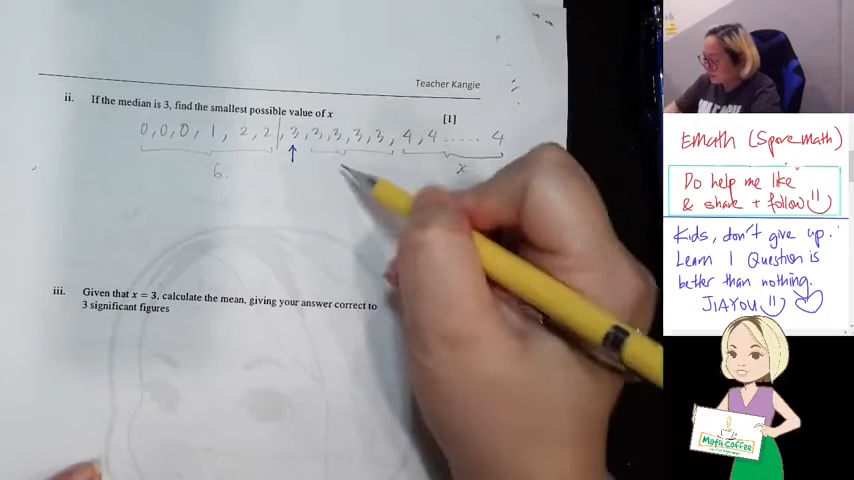 Teacher Kangie
ii. If the median is 3, find the smallest possible value of x
[1]
0,0,0,1,2,2,3,3,3,3,3,4,4.....4
6.
x
iii. Given that x = 3, calculate the mean, giving your answer correct to
3 significant figures
Emath (Spore math)
Do help me like
& share + follow
Kids, don't give up.
Learn 1 Question is
better than nothing.
JIAYOU
Math Coffee